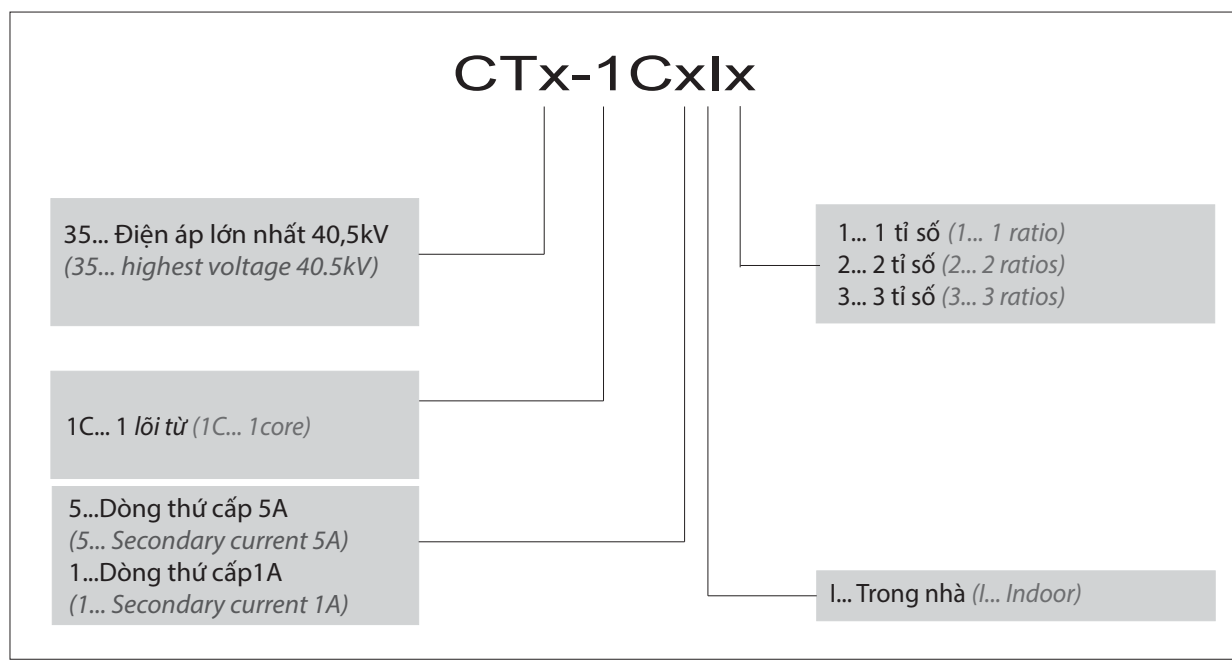 CTx-1CxIx
35... Điện áp lớn nhất 40,5kV
(35... highest voltage 40.5kV)
1C... 1 lõi từ (1C... 1core)
5...Dòng thứ cấp 5A
(5... Secondary current 5A)
1...Dòng thứ cấp1A
(1... Secondary current 1A)
1... 1 tỉ số (1... 1 ratio)
2... 2 tỉ số (2... 2 ratios)
3... 3 tỉ số (3... 3 ratios)
I... Trong nhà (I... Indoor)